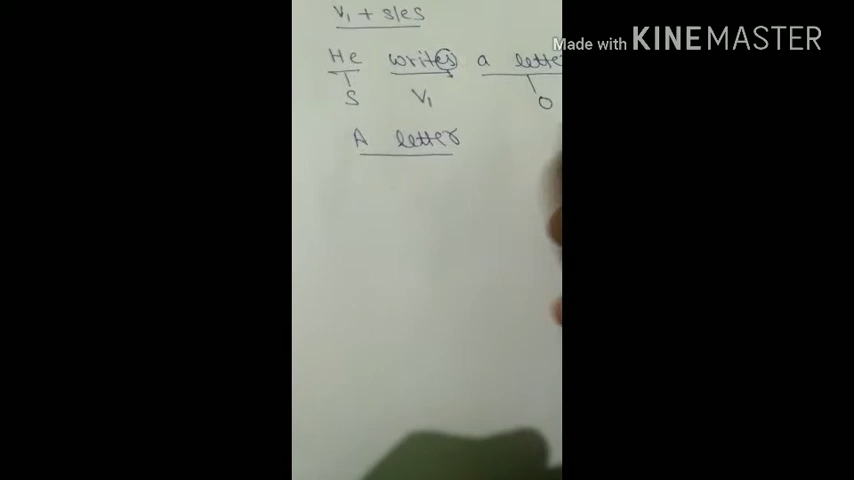 V1 + s/es
Made with KINEMASTER
He writes a lette
S V1 O
A letter